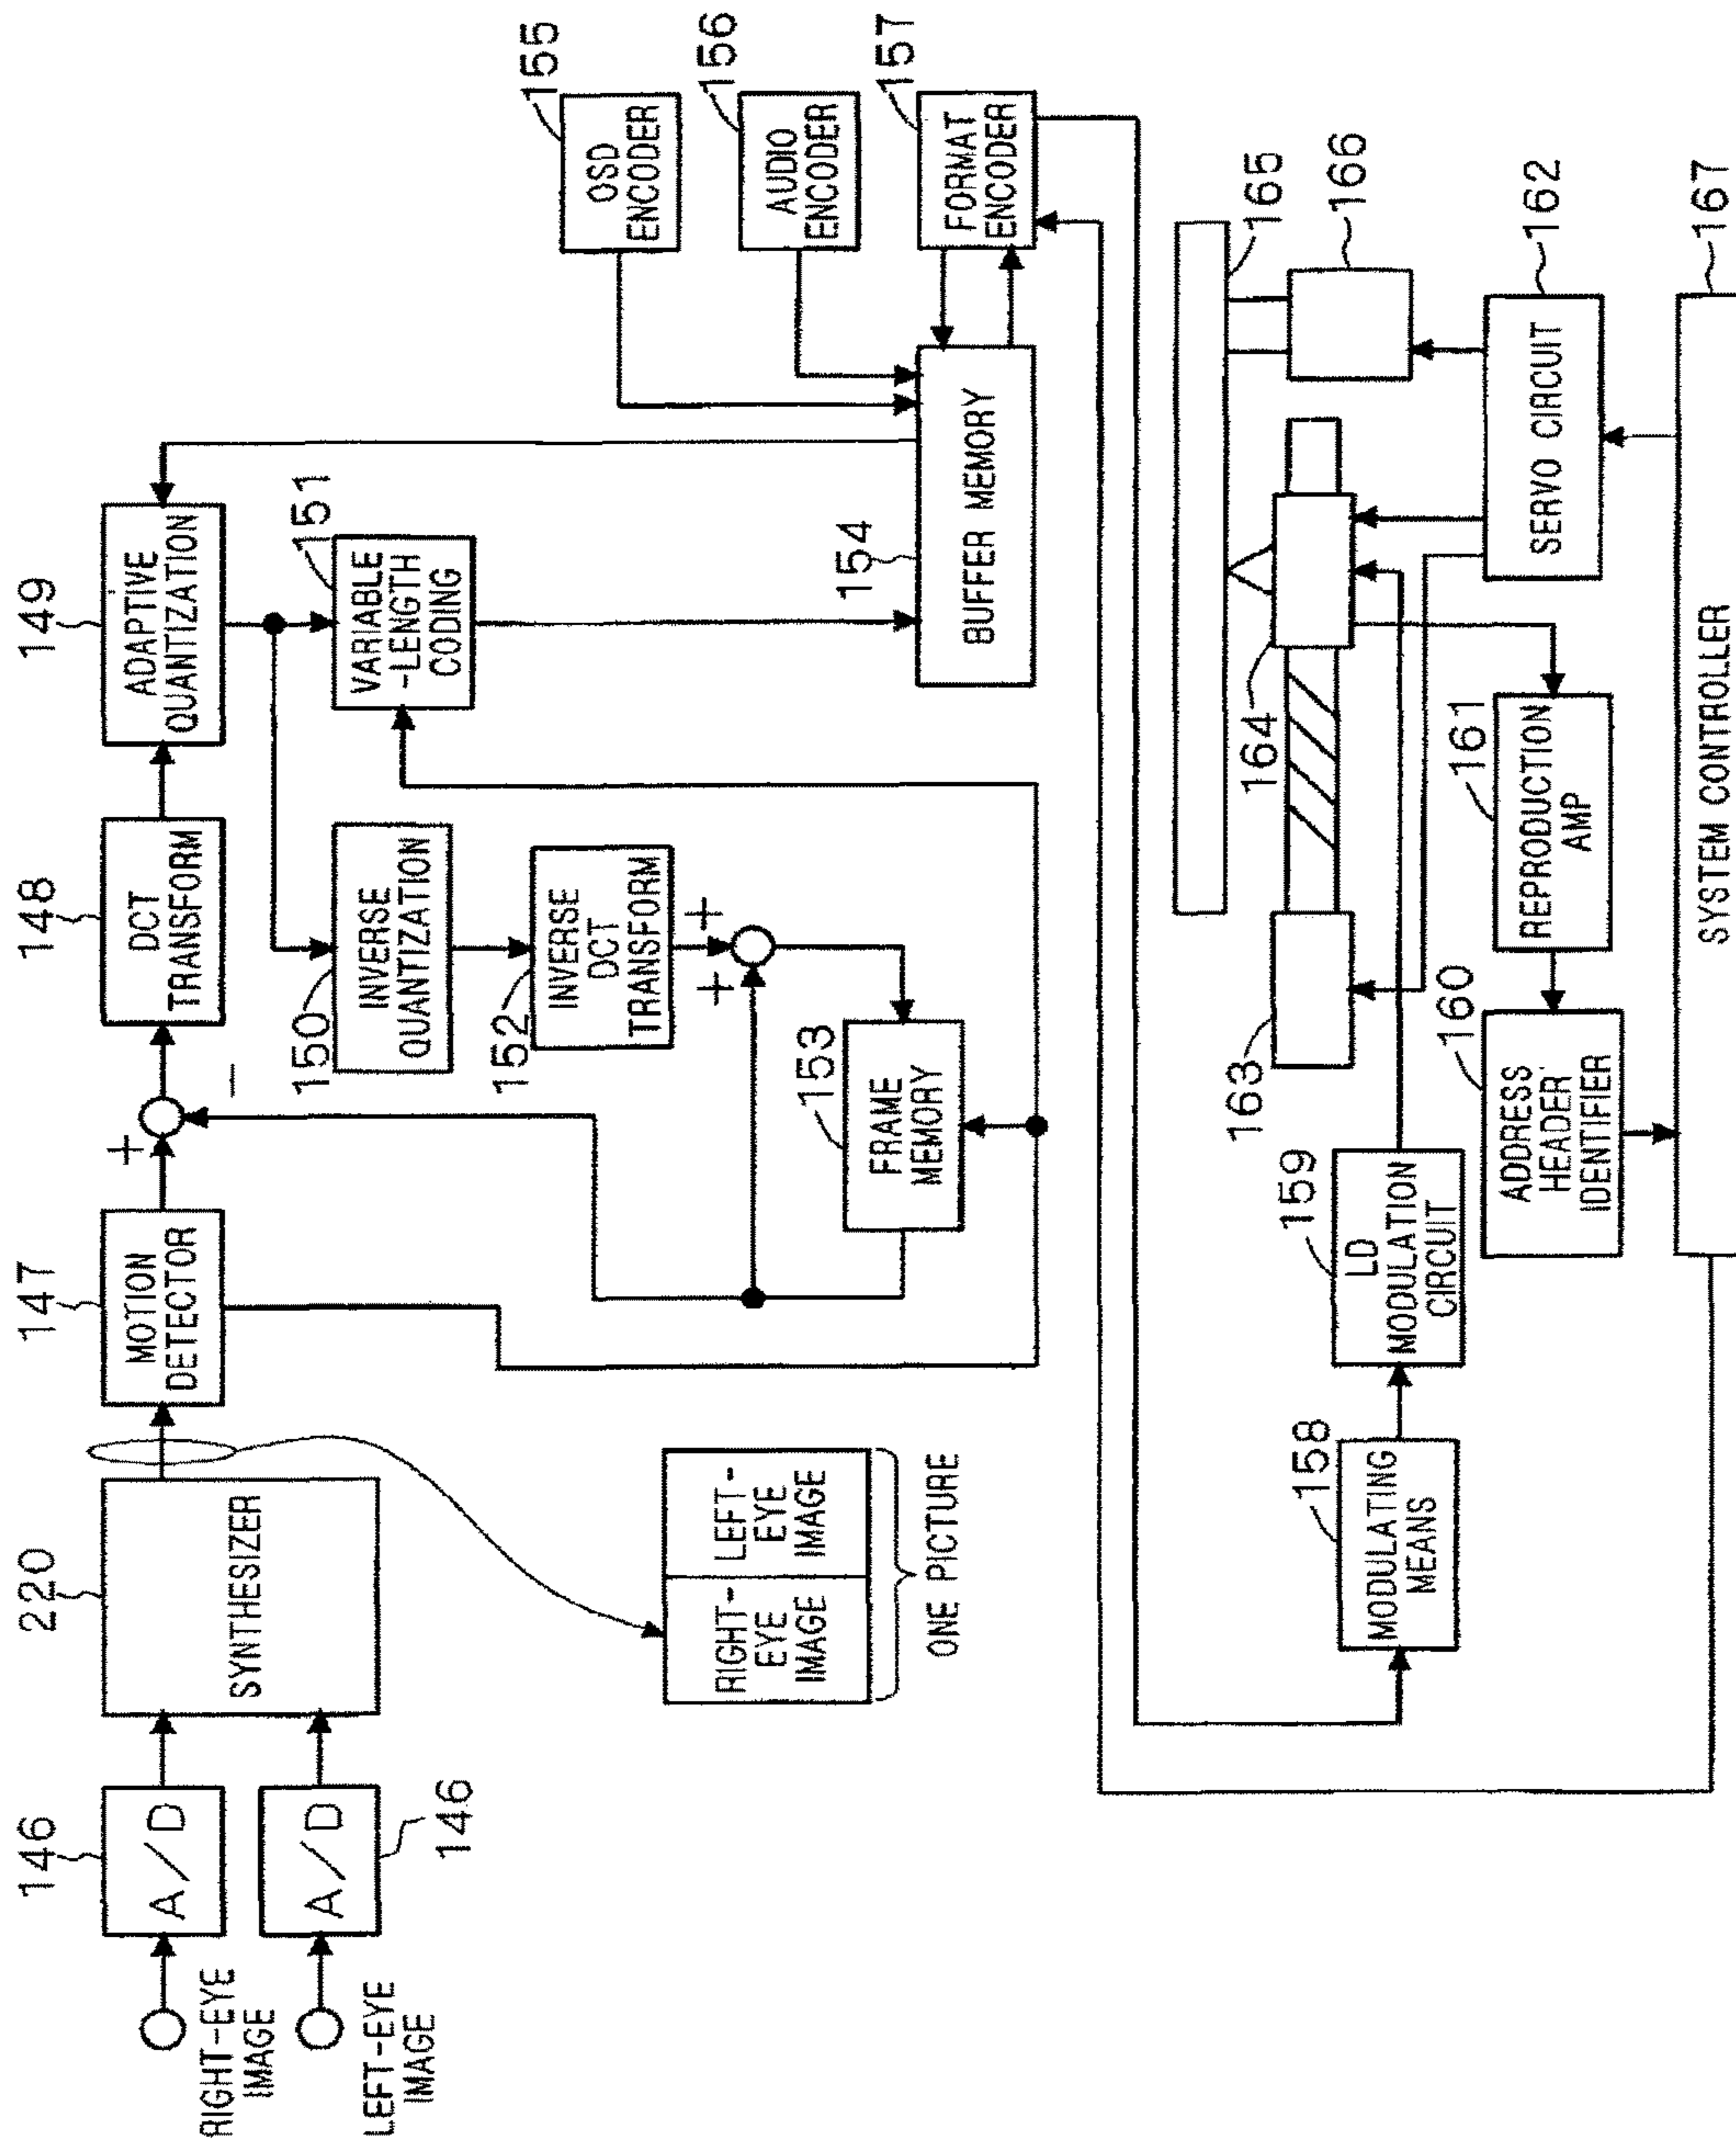 146
A/D
RIGHT-EYE
IMAGE
A/D
146
LEFT-EYE
IMAGE
220
SYNTHESIZER
RIGHT-
EYE
IMAGE
LEFT-
EYE
IMAGE
ONE PICTURE
147
MOTION
DETECTOR
+
-
148
DCT
TRANSFORM
149
ADAPTIVE
QUANTIZATION
150
INVERSE
QUANTIZATION
151
VARIABLE
-LENGTH
CODING
152
INVERSE
DCT
TRANSFORM
+
+
153
FRAME
MEMORY
154
BUFFER MEMORY
155
OSD
ENCODER
156
AUDIO
ENCODER
157
FORMAT
ENCODER
158
MODULATING
MEANS
159
LD
MODULATION
CIRCUIT
163
164
165
166
160
ADDRESS
HEADER
IDENTIFIER
161
REPRODUCTION
AMP
162
SERVO CIRCUIT
167
SYSTEM CONTROLLER